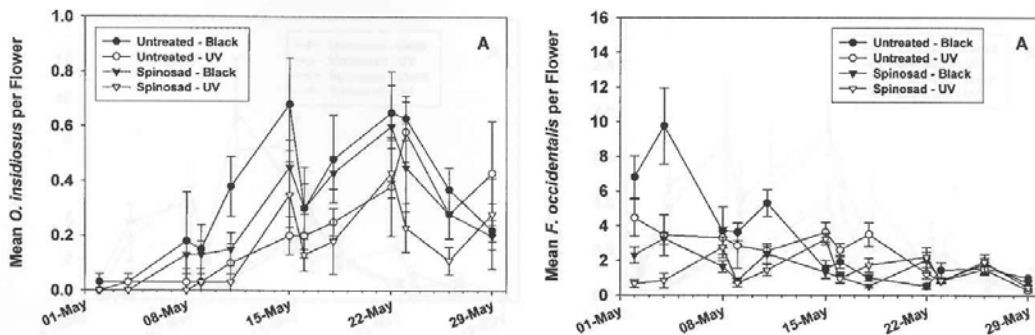 Mean O. insidiosus per Flower
1.0
0.8
0.6
0.4
0.2
0.0
Untreated - Black
Untreated - UV
Spinosad - Black
Spinosad - UV
A
01-May
08-May
15-May
22-May
29-May
Mean F. occidentalis per Flower
16
14
12
10
8
6
4
2
0
Untreated - Black
Untreated - UV
Spinosad - Black
Spinosad - UV
A
01-May
08-May
15-May
22-May
29-May